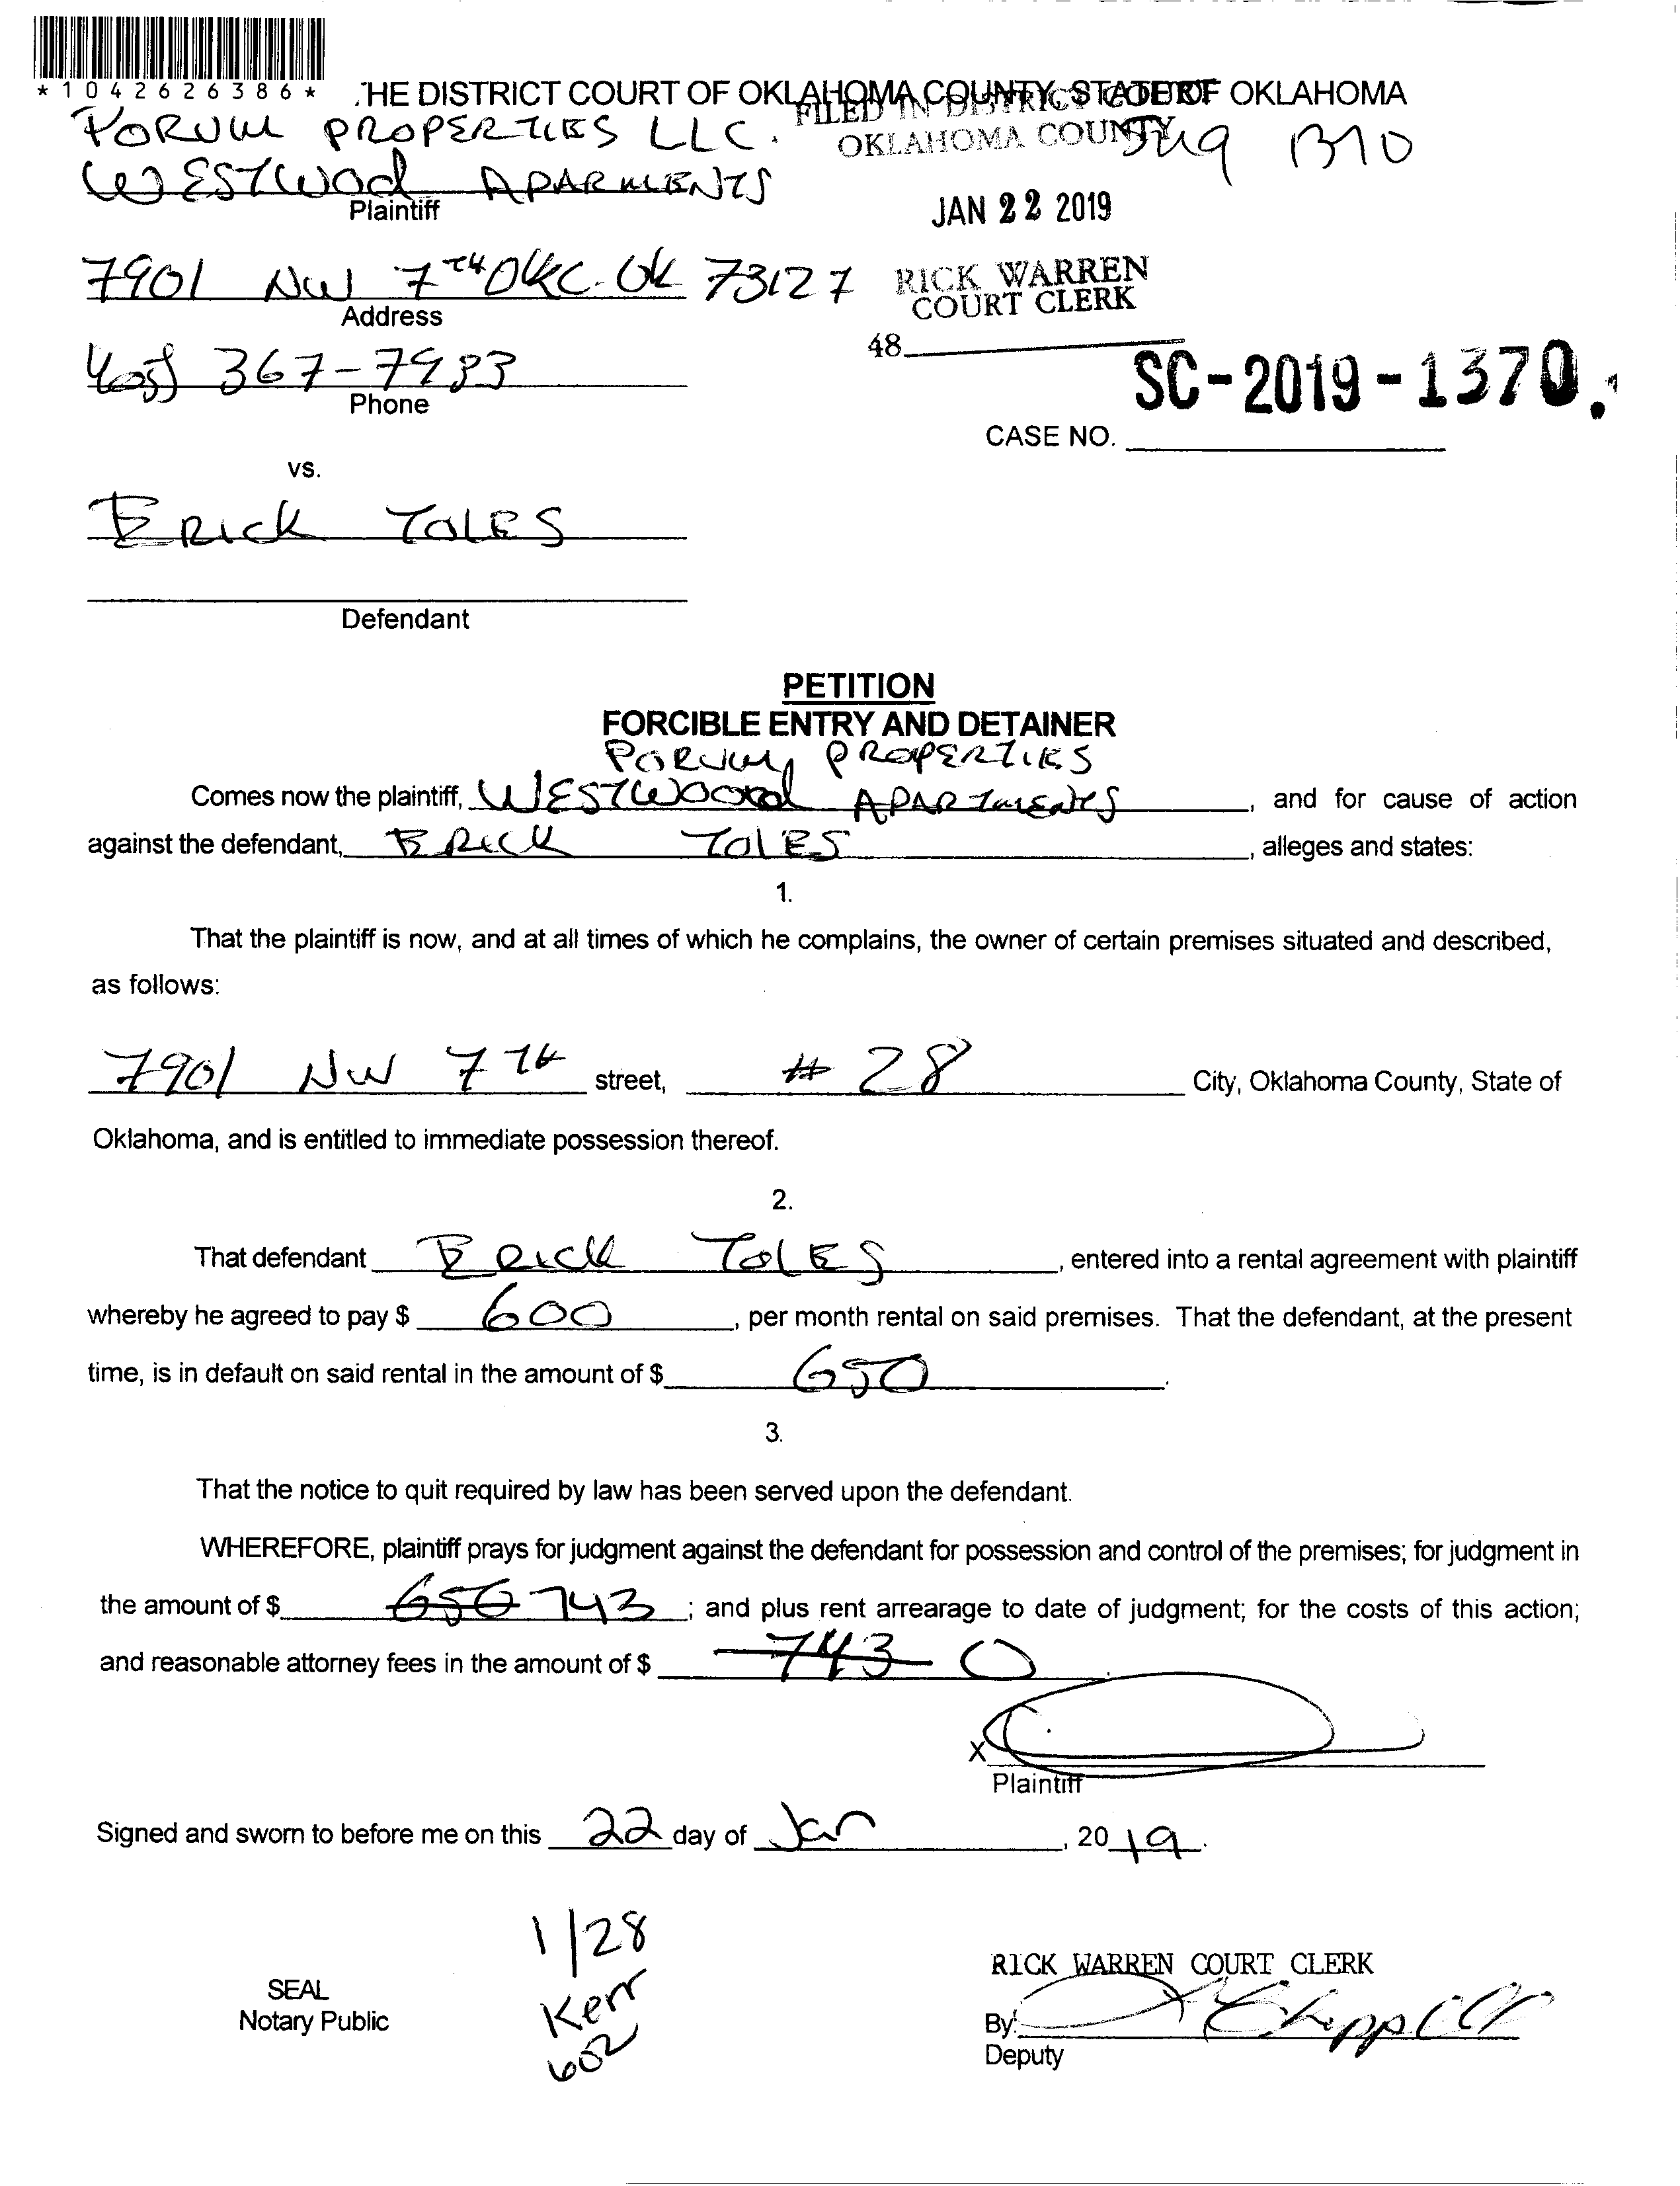 *1042626386*
THE DISTRICT COURT OF OKLAHOMA COUNTY, STATE OF OKLAHOMA
FILED IN DISTRICT COURT
OKLAHOMA COUNTY
PORUM PROPERTIES LLC.
WESTWOOD APARMENTS
Plaintiff
JAN 22 2019
7901 NW 7TH OKC. OK 73127
Address
RICK WARREN
COURT CLERK
48
367-7983
Phone
SC-2019-1370
CASE NO.
vs.
ERICK TOLES
Defendant
PETITION
FORCIBLE ENTRY AND DETAINER
PORUM PROPERTIES
Comes now the plaintiff, WESTWOOD APARTMENTS, and for cause of action
against the defendant, ERICK TOLES, alleges and states:
1.
That the plaintiff is now, and at all times of which he complains, the owner of certain premises situated and described,
as follows:
7901 NW 7TH street, # 28 City, Oklahoma County, State of
Oklahoma, and is entitled to immediate possession thereof.
2.
That defendant ERICK TOLES, entered into a rental agreement with plaintiff
whereby he agreed to pay $ 600, per month rental on said premises. That the defendant, at the present
time, is in default on said rental in the amount of $ 650.
3.
That the notice to quit required by law has been served upon the defendant.
WHEREFORE, plaintiff prays for judgment against the defendant for possession and control of the premises; for judgment in
the amount of $ 650 743; and plus rent arrearage to date of judgment; for the costs of this action;
and reasonable attorney fees in the amount of $ 743 0
X
Plaintiff
Signed and sworn to before me on this 22 day of Jan, 2019.
1/28
Kerr
602
SEAL
Notary Public
RICK WARREN COURT CLERK
By:
Deputy